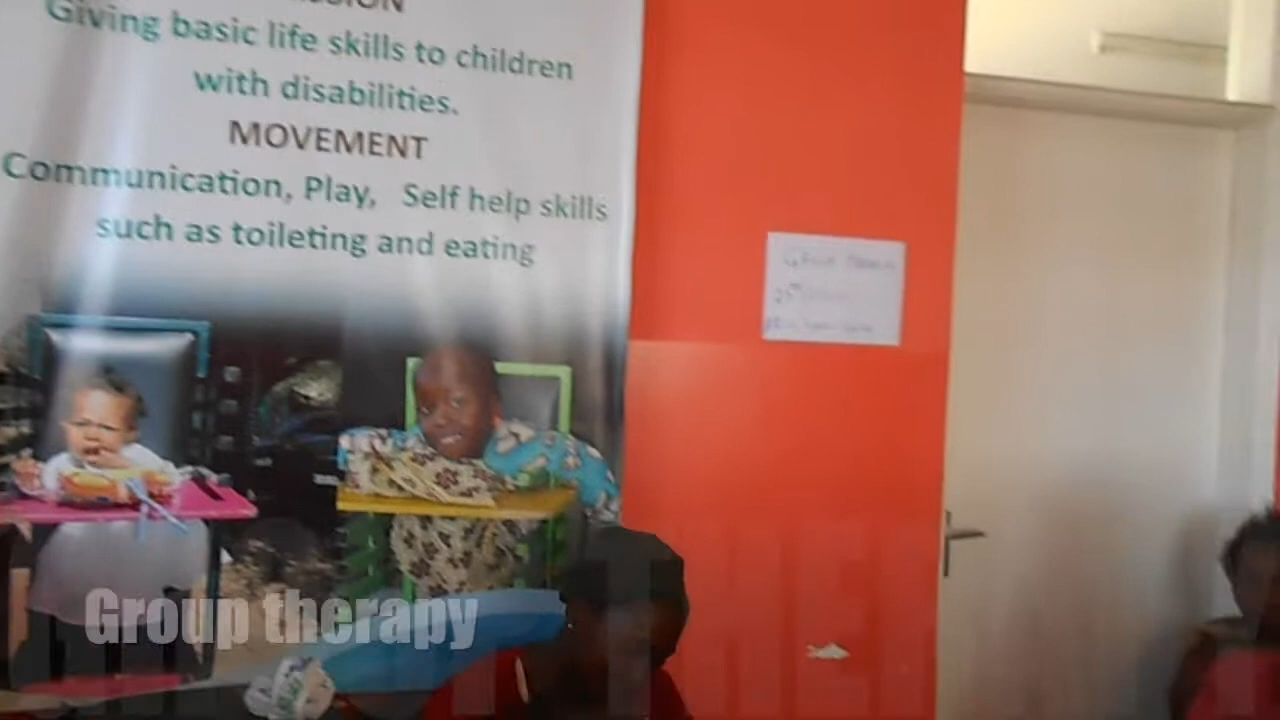 Giving basic life skills to children
with disabilities.
MOVEMENT
Communication, Play, Self help skills
such as toileting and eating
Group therapy